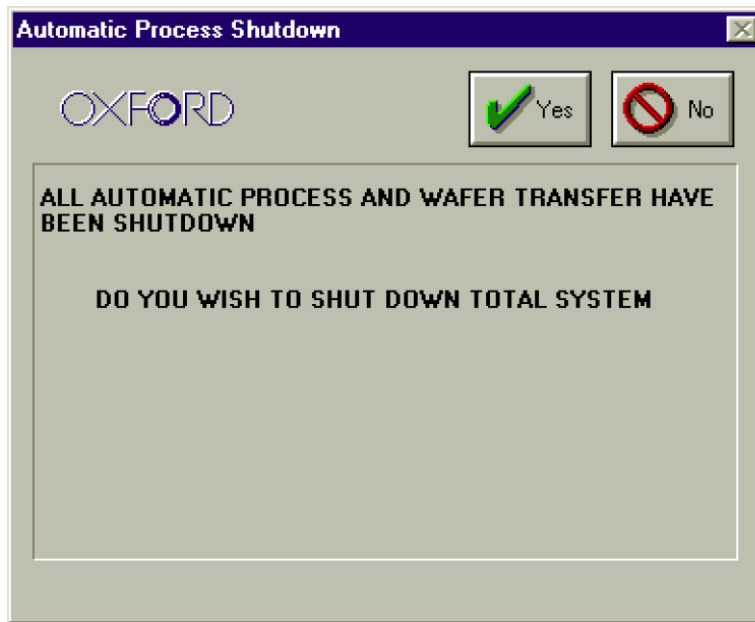 Automatic Process Shutdown
OXFORD
Yes
No
ALL AUTOMATIC PROCESS AND WAFER TRANSFER HAVE
BEEN SHUTDOWN
DO YOU WISH TO SHUT DOWN TOTAL SYSTEM